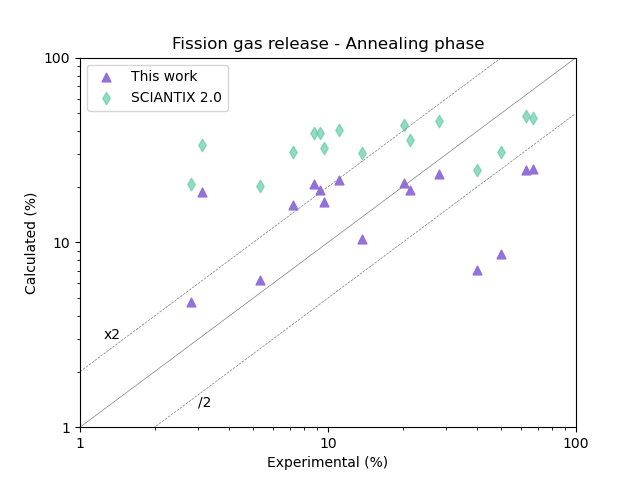 Fission gas release - Annealing phase
This work
SCIANTIX 2.0
100
10
1
Calculated (%)
x2
/2
1
10
100
Experimental (%)